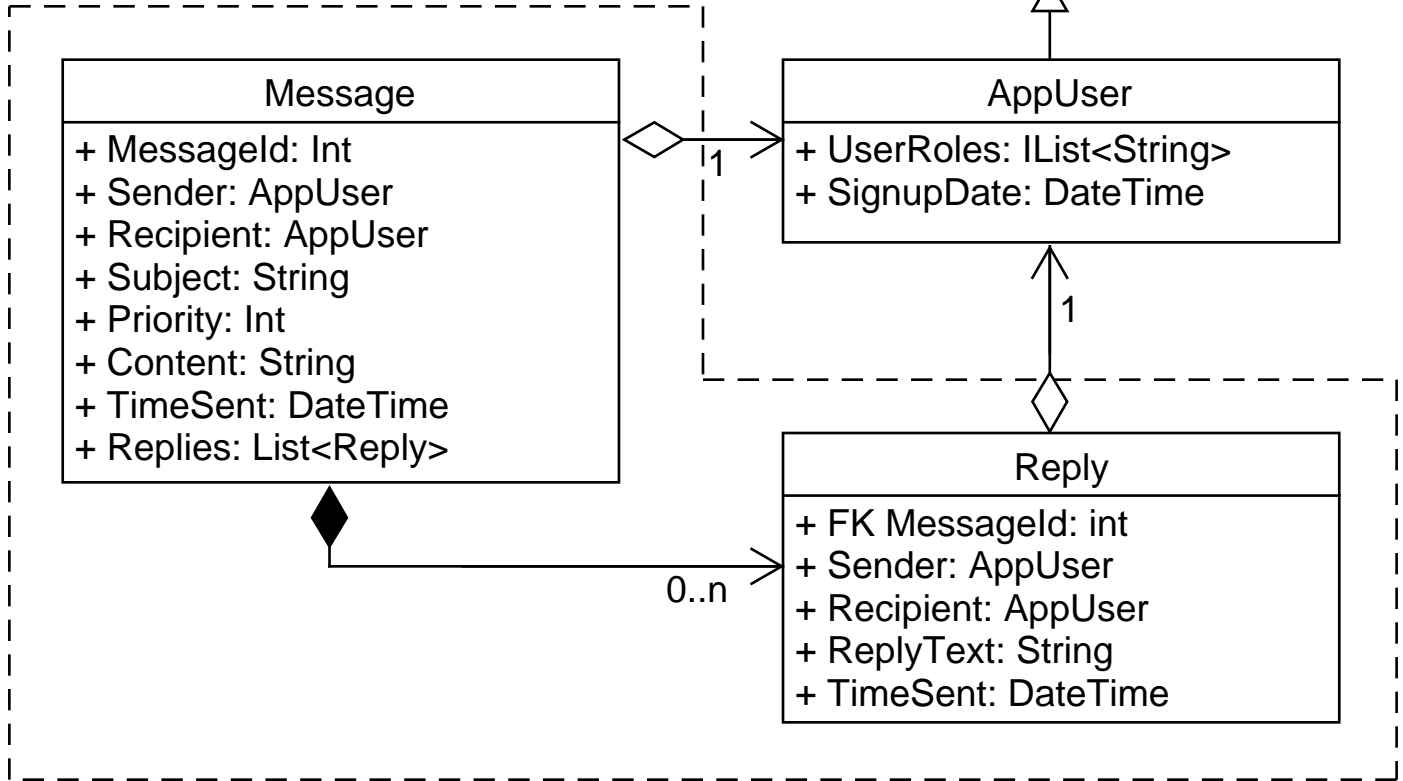 Message
+ MessageId: Int
+ Sender: AppUser
+ Recipient: AppUser
+ Subject: String
+ Priority: Int
+ Content: String
+ TimeSent: DateTime
+ Replies: List<Reply>
1
AppUser
+ UserRoles: IList<String>
+ SignupDate: DateTime
1
0..n
Reply
+ FK MessageId: int
+ Sender: AppUser
+ Recipient: AppUser
+ ReplyText: String
+ TimeSent: DateTime